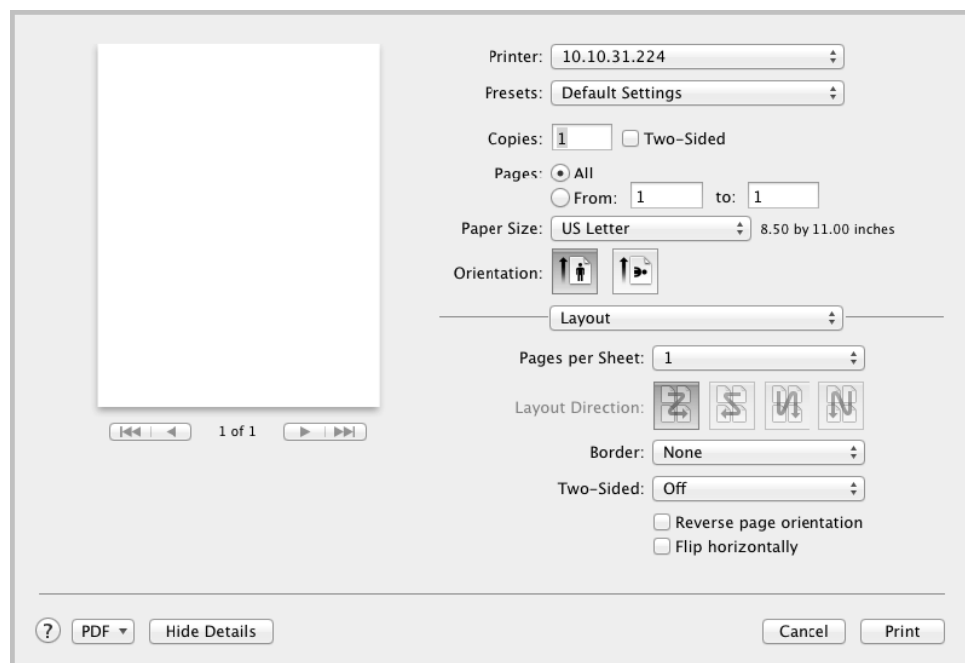 Printer: 10.10.31.224
Presets: Default Settings
Copies: 1 Two-Sided
Pages: All
From: 1 to: 1
Paper Size: US Letter 8.50 by 11.00 inches
Orientation:
Layout
Pages per Sheet: 1
Layout Direction:
1 of 1
Border: None
Two-Sided: Off
Reverse page orientation
Flip horizontally
? PDF Hide Details Cancel Print